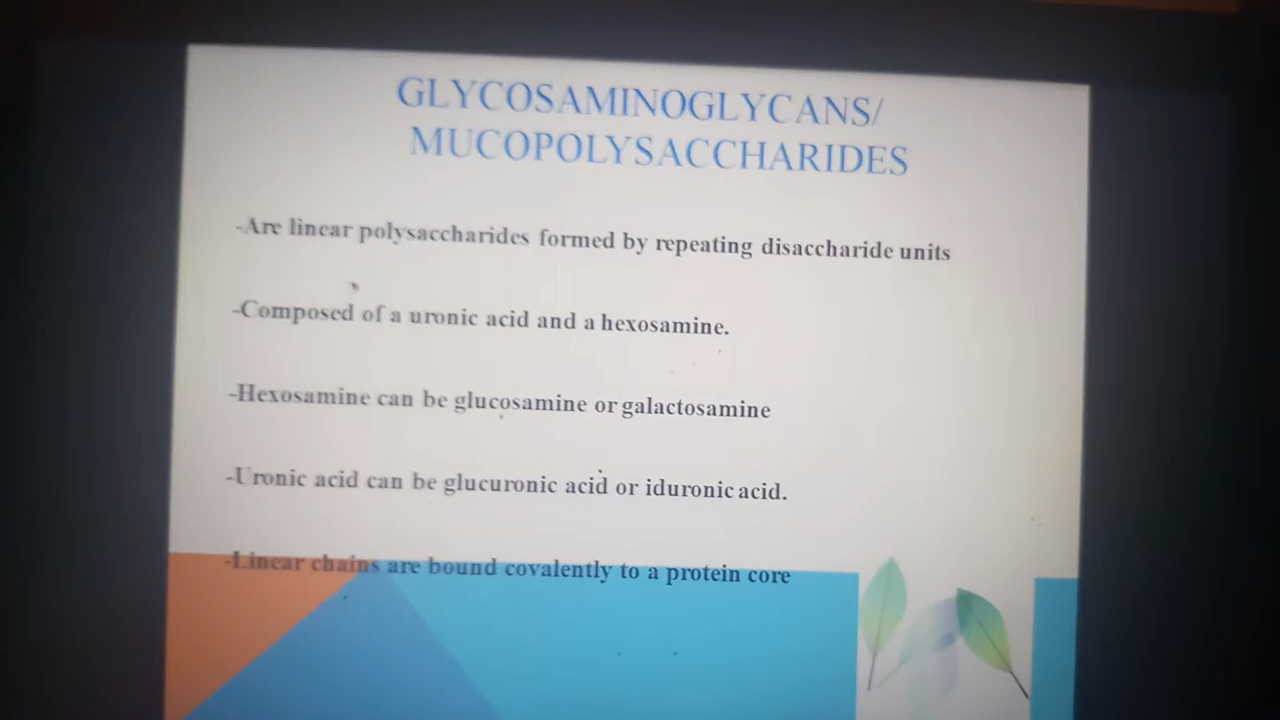 GLYCOSAMINOGLYCANS/
MUCOPOLYSACCHARIDES
-Are linear polysaccharides formed by repeating disaccharide units
-Composed of a uronic acid and a hexosamine.
-Hexosamine can be glucosamine or galactosamine
-Uronic acid can be glucuronic acid or iduronic acid.
-Linear chains are bound covalently to a protein core